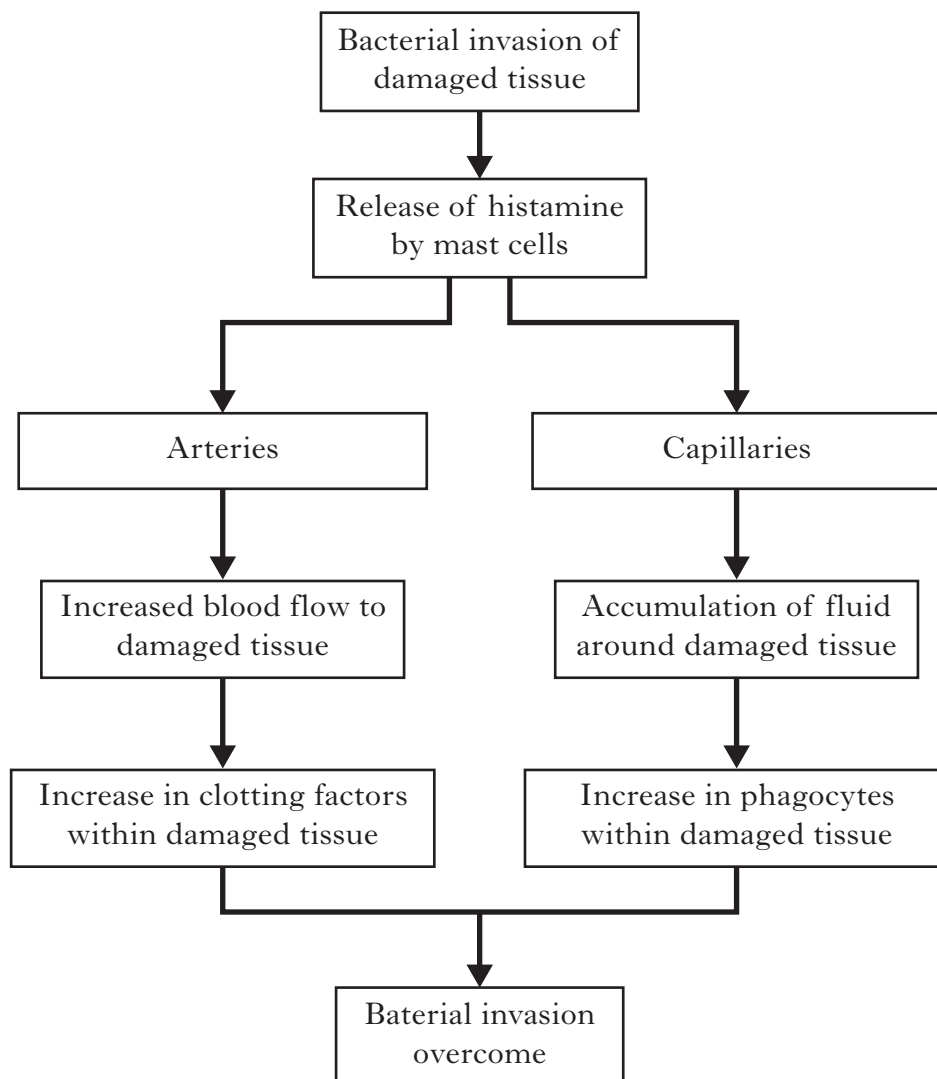 Bacterial invasion of
damaged tissue
Release of histamine
by mast cells
Arteries
Capillaries
Increased blood flow to
damaged tissue
Accumulation of fluid
around damaged tissue
Increase in clotting factors
within damaged tissue
Increase in phagocytes
within damaged tissue
Baterial invasion
overcome